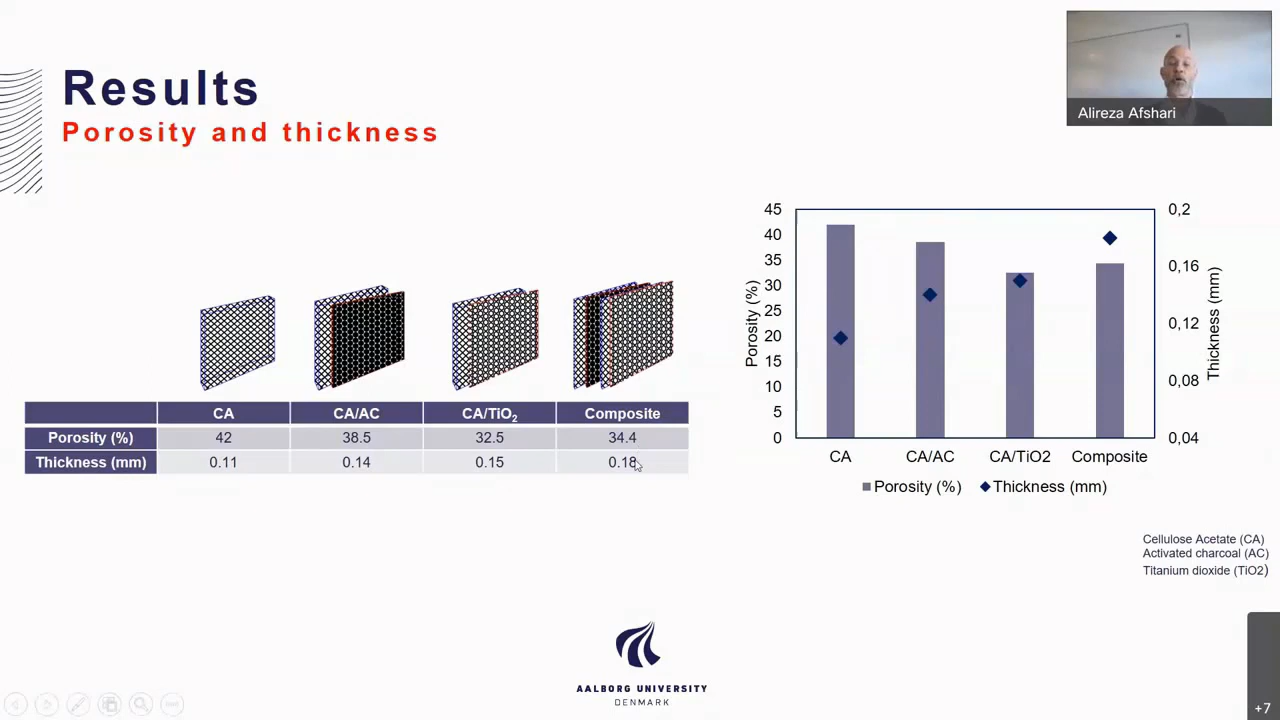 Results
Porosity and thickness
Alireza Afshari
CA CA/AC CA/TiO2 Composite
Porosity (%) 42 38.5 32.5 34.4
Thickness (mm) 0.11 0.14 0.15 0.18
45
40
35
30
25
20
15
10
5
0
Porosity (%)
0,2
0,16
0,12
0,08
0,04
Thickness (mm)
CA CA/AC CA/TiO2 Composite
Porosity (%) Thickness (mm)
Cellulose Acetate (CA)
Activated charcoal (AC)
Titanium dioxide (TiO2)
AALBORG UNIVERSITY
DENMARK
+7